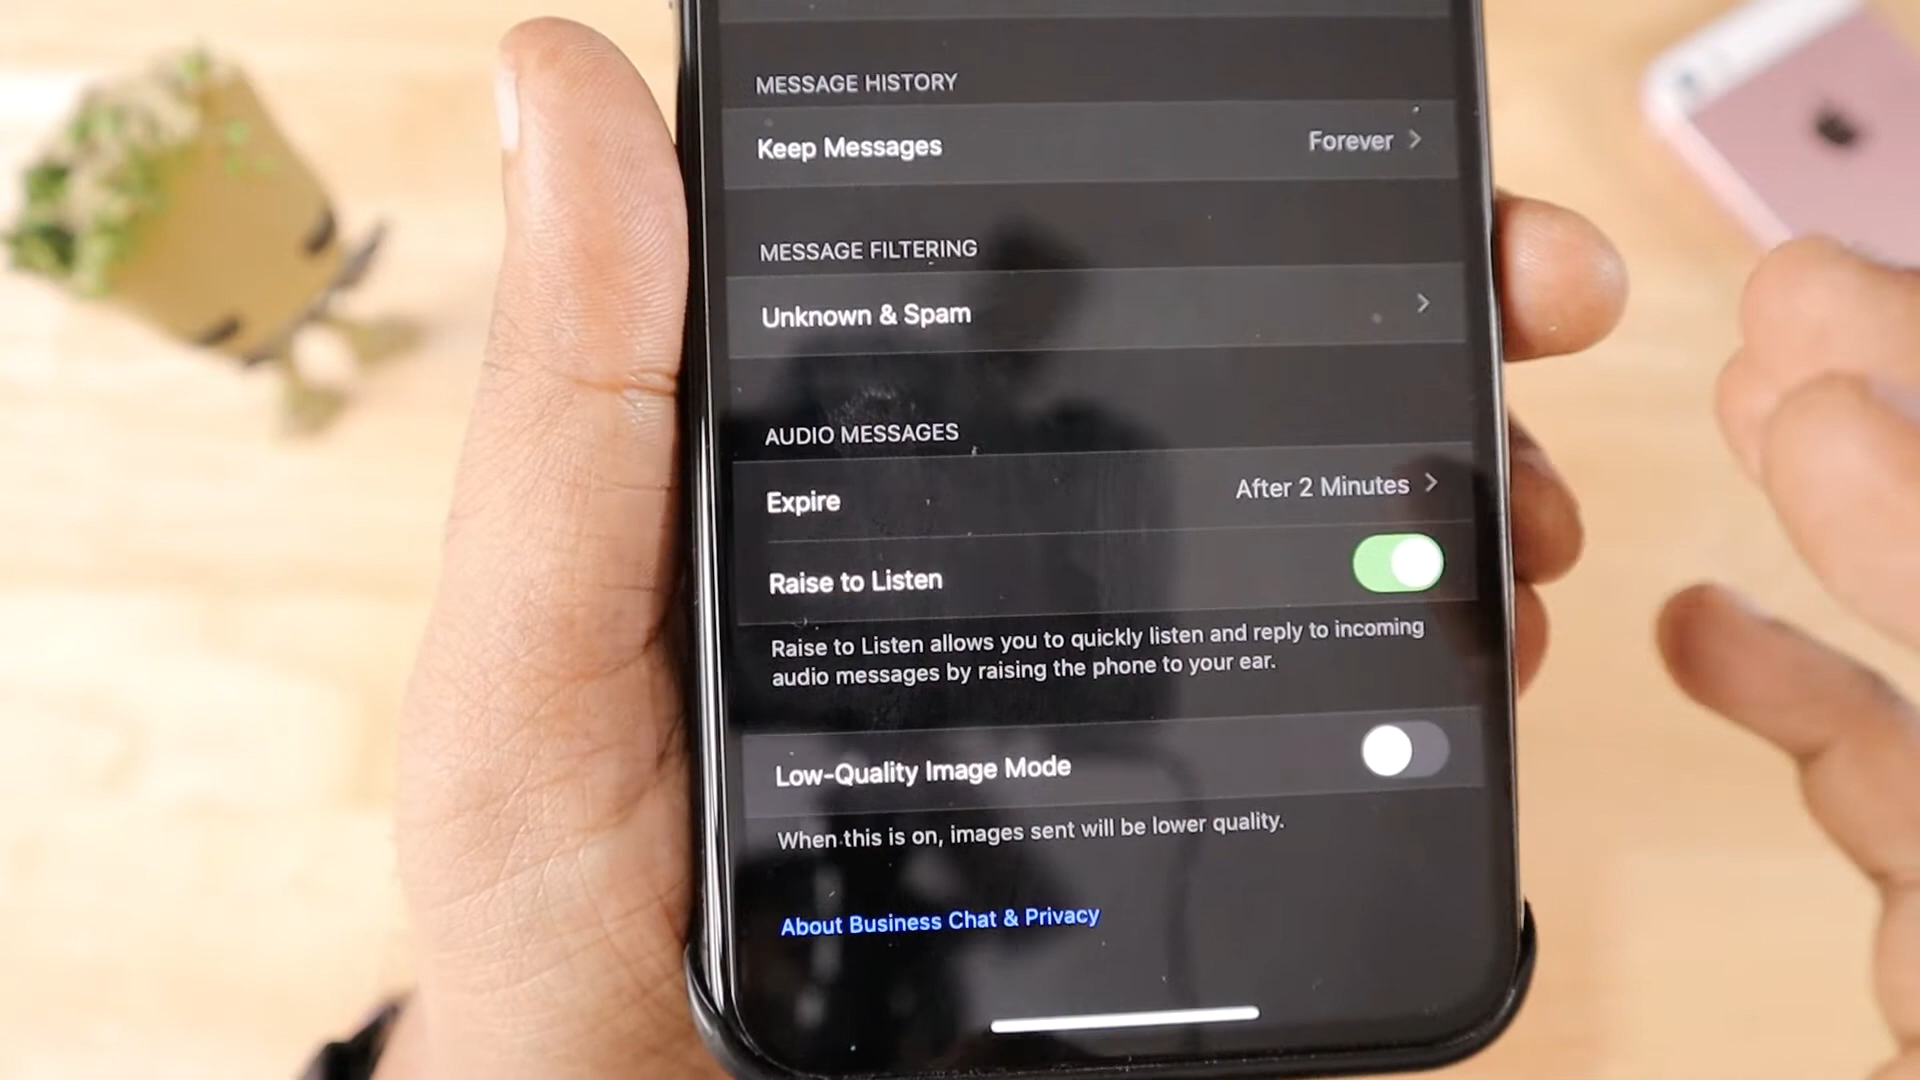 MESSAGE HISTORY
Keep Messages Forever
MESSAGE FILTERING
Unknown & Spam
AUDIO MESSAGES
Expire After 2 Minutes
Raise to Listen
Raise to Listen allows you to quickly listen and reply to incoming
audio messages by raising the phone to your ear.
Low-Quality Image Mode
When this is on, images sent will be lower quality.
About Business Chat & Privacy